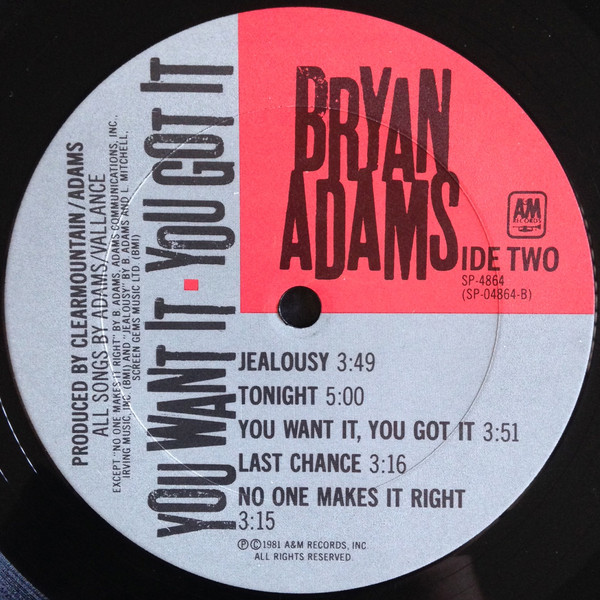 BRYAN
ADAMS
IDE TWO
SP-4864
(SP-04864-B)
A&M
RECORDS
YOU WANT IT · YOU GOT IT
PRODUCED BY CLEARMOUNTAIN/ADAMS
ALL SONGS BY ADAMS/VALLANCE
EXCEPT "NO ONE MAKES IT RIGHT" BY B. ADAMS, ADAMS COMMUNICATIONS, INC.,
IRVING MUSIC, INC. (BMI) AND "JEALOUSY" BY B. ADAMS AND L. MITCHELL,
SCREEN GEMS MUSIC LTD. (BMI)
JEALOUSY 3:49
TONIGHT 5:00
YOU WANT IT, YOU GOT IT 3:51
LAST CHANCE 3:16
NO ONE MAKES IT RIGHT
3:15
℗©1981 A&M RECORDS, INC
ALL RIGHTS RESERVED.